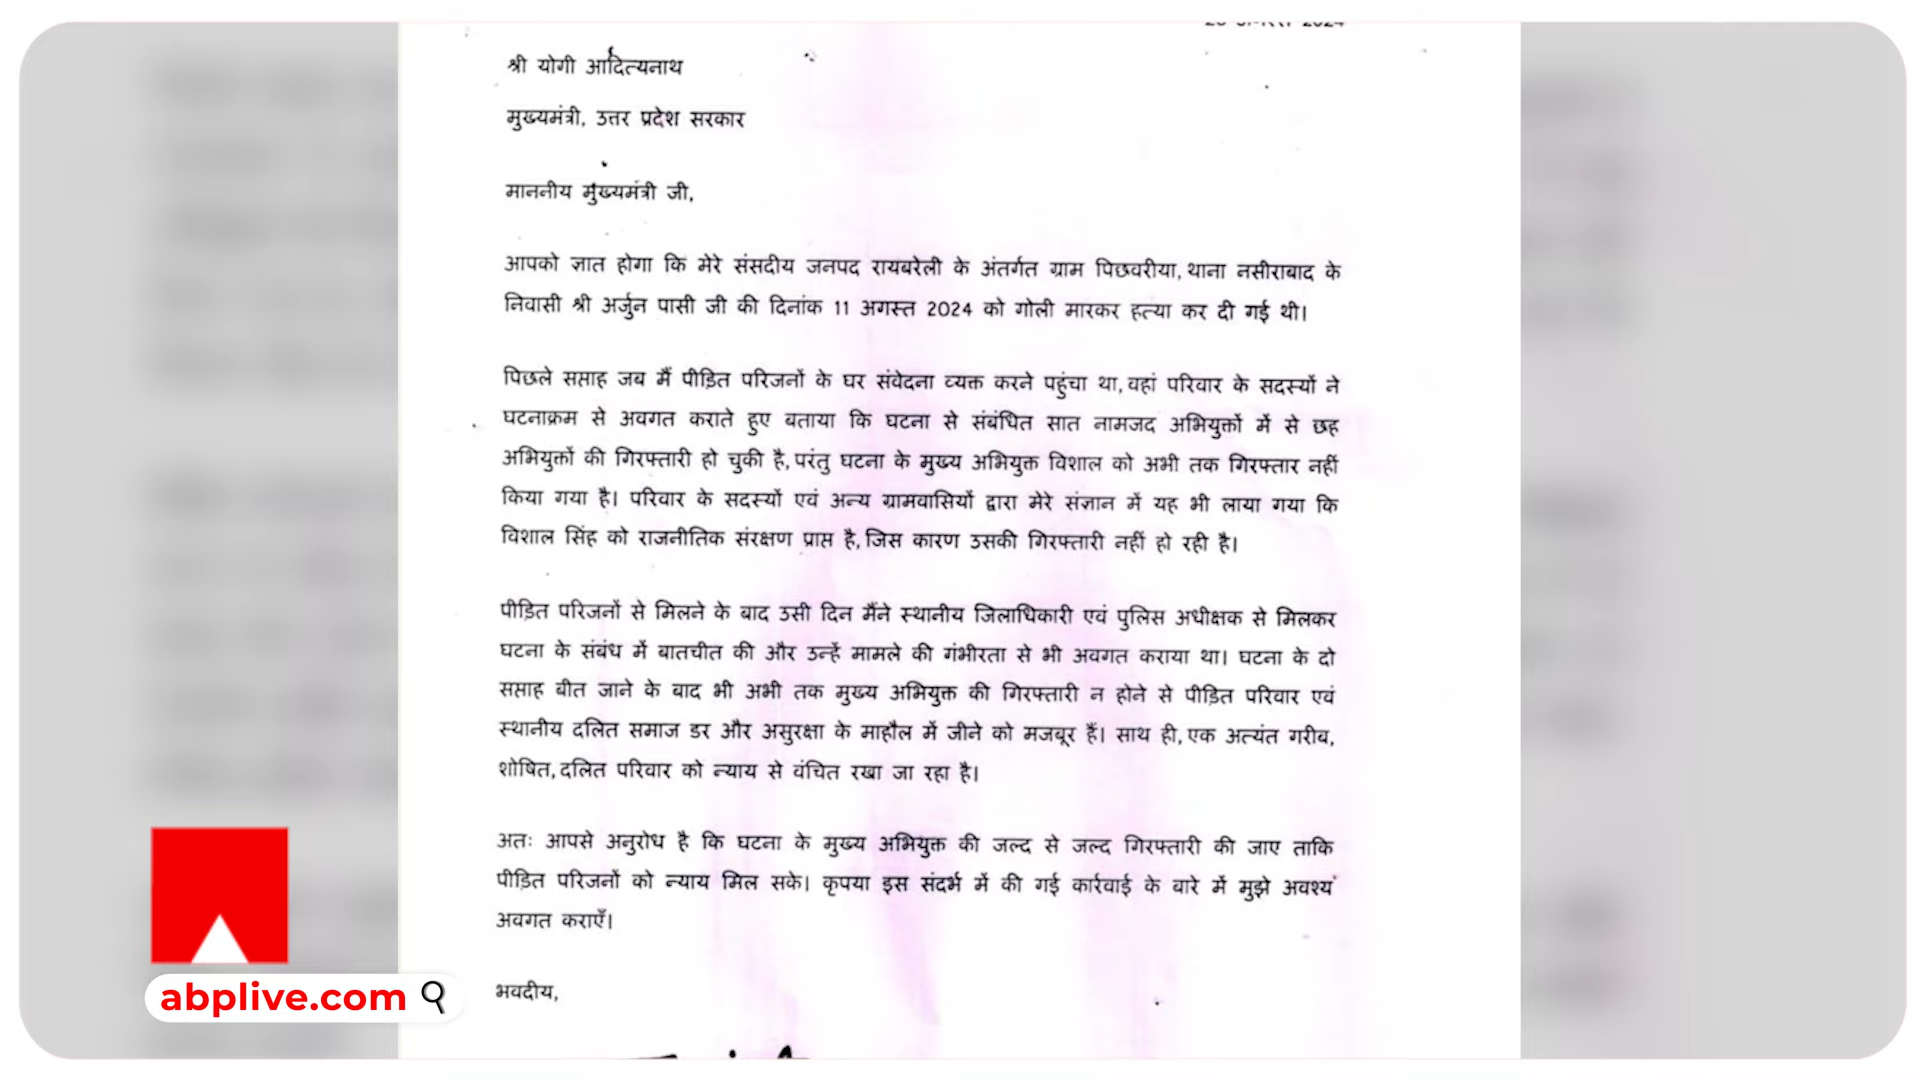 श्री योगी आदित्यनाथ
मुख्यमंत्री, उत्तर प्रदेश सरकार
माननीय मुख्यमंत्री जी,
आपको ज्ञात होगा कि मेरे संसदीय जनपद रायबरेली के अंतर्गत ग्राम पिछवरीया, थाना नसीराबाद के
निवासी श्री अर्जुन पासी जी की दिनांक 11 अगस्त 2024 को गोली मारकर हत्या कर दी गई थी।
पिछले सप्ताह जब मैं पीड़ित परिजनों के घर संवेदना व्यक्त करने पहुंचा था, वहां परिवार के सदस्यों ने
घटनाक्रम से अवगत कराते हुए बताया कि घटना से संबंधित सात नामजद अभियुक्तों में से छह
अभियुक्तों की गिरफ्तारी हो चुकी है, परंतु घटना के मुख्य अभियुक्त विशाल को अभी तक गिरफ्तार नहीं
किया गया है। परिवार के सदस्यों एवं अन्य ग्रामवासियों द्वारा मेरे संज्ञान में यह भी लाया गया कि
विशाल सिंह को राजनीतिक संरक्षण प्राप्त है, जिस कारण उसकी गिरफ्तारी नहीं हो रही है।
पीड़ित परिजनों से मिलने के बाद उसी दिन मैंने स्थानीय जिलाधिकारी एवं पुलिस अधीक्षक से मिलकर
घटना के संबंध में बातचीत की और उन्हें मामले की गंभीरता से भी अवगत कराया था। घटना के दो
सप्ताह बीत जाने के बाद भी अभी तक मुख्य अभियुक्त की गिरफ्तारी न होने से पीड़ित परिवार एवं
स्थानीय दलित समाज डर और असुरक्षा के माहौल में जीने को मजबूर हैं। साथ ही, एक अत्यंत गरीब,
शोषित, दलित परिवार को न्याय से वंचित रखा जा रहा है।
अतः आपसे अनुरोध है कि घटना के मुख्य अभियुक्त की जल्द से जल्द गिरफ्तारी की जाए ताकि
पीड़ित परिजनों को न्याय मिल सके। कृपया इस संदर्भ में की गई कार्रवाई के बारे में मुझे अवश्य
अवगत कराएँ।
भवदीय,
abplive.com